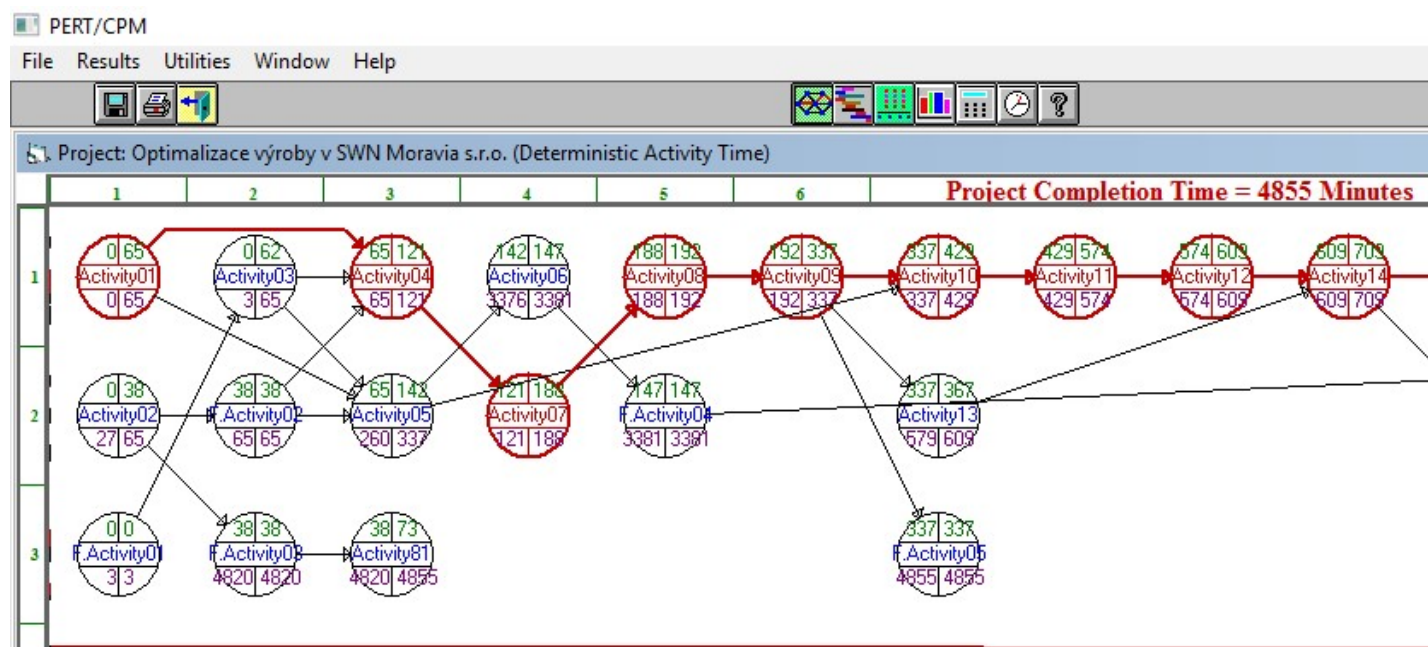 PERT/CPM
File Results Utilities Window Help
Project: Optimalizace výroby v SWN Moravia s.r.o. (Deterministic Activity Time)
1 2 3 4 5 6 Project Completion Time = 4855 Minutes
0 65 0 62 65 121 142 147 188 192 192 337 337 429 429 574 574 609 609 709
1 Activity01 Activity03 Activity04 Activity06 Activity08 Activity09 Activity10 Activity11 Activity12 Activity14
0 65 3 65 65 121 3376 3381 188 192 192 337 337 429 429 574 574 609 609 709
0 38 38 38 65 142 121 188 147 147 337 367
2 Activity02 F.Activity02 Activity05 Activity07 F.Activity04 Activity13
27 65 65 65 260 337 121 188 3381 3381 579 609
0 0 38 38 38 73 337 337
3 F.Activity01 F.Activity03 Activity81 F.Activity05
3 3 4820 4820 4820 4855 4855 4855